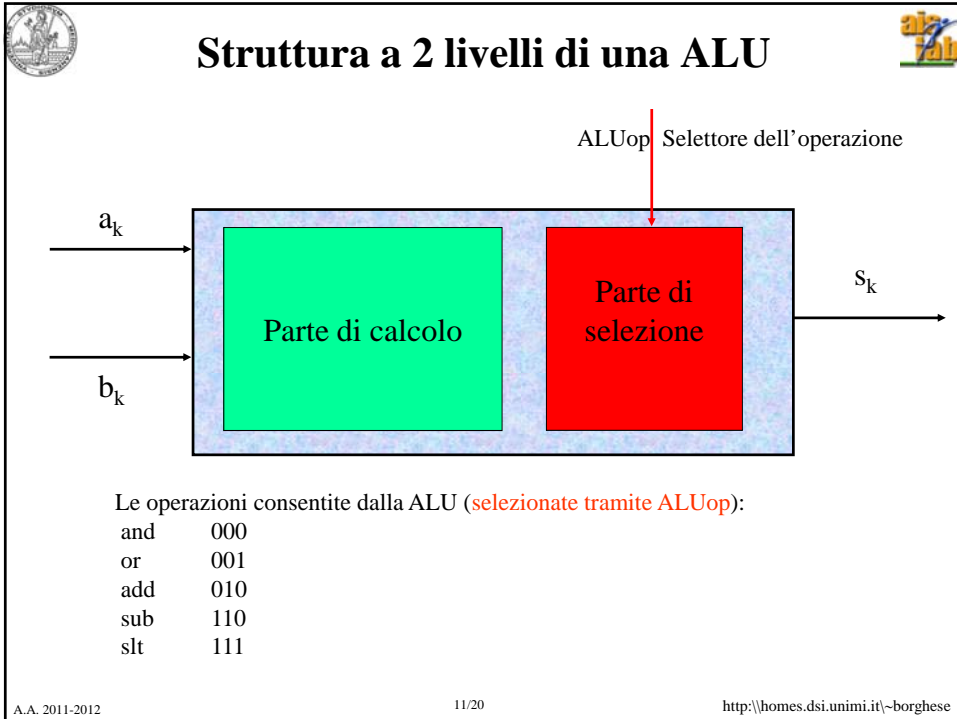 Struttura a 2 livelli di una ALU
ais
lab
ALUop Selettore dell’operazione
a_k
b_k
Parte di calcolo
Parte di
selezione
s_k
Le operazioni consentite dalla ALU (selezionate tramite ALUop):
and 000
or 001
add 010
sub 110
slt 111
A.A. 2011-2012
11/20
http:\\homes.dsi.unimi.it\~borghese